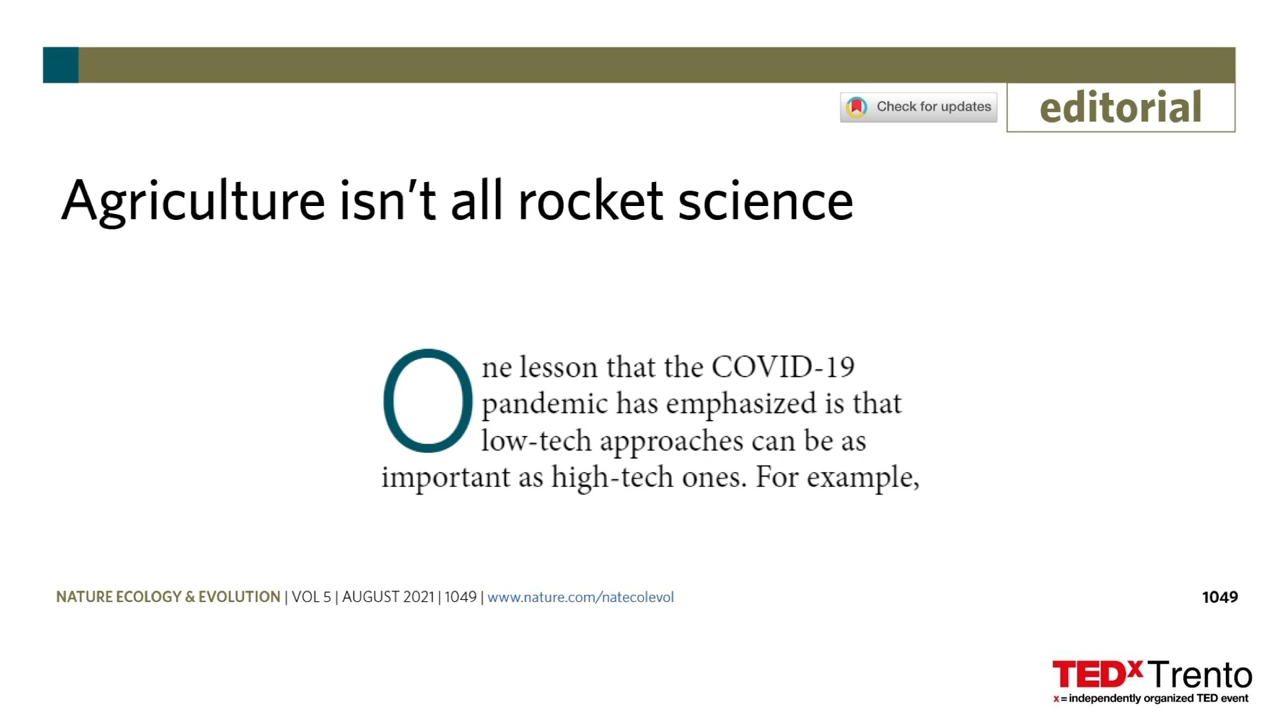 Check for updates
editorial
Agriculture isn’t all rocket science
One lesson that the COVID-19
pandemic has emphasized is that
low-tech approaches can be as
important as high-tech ones. For example,
NATURE ECOLOGY & EVOLUTION | VOL 5 | AUGUST 2021 | 1049 | www.nature.com/natecolevol
1049
TEDx Trento
x = independently organized TED event